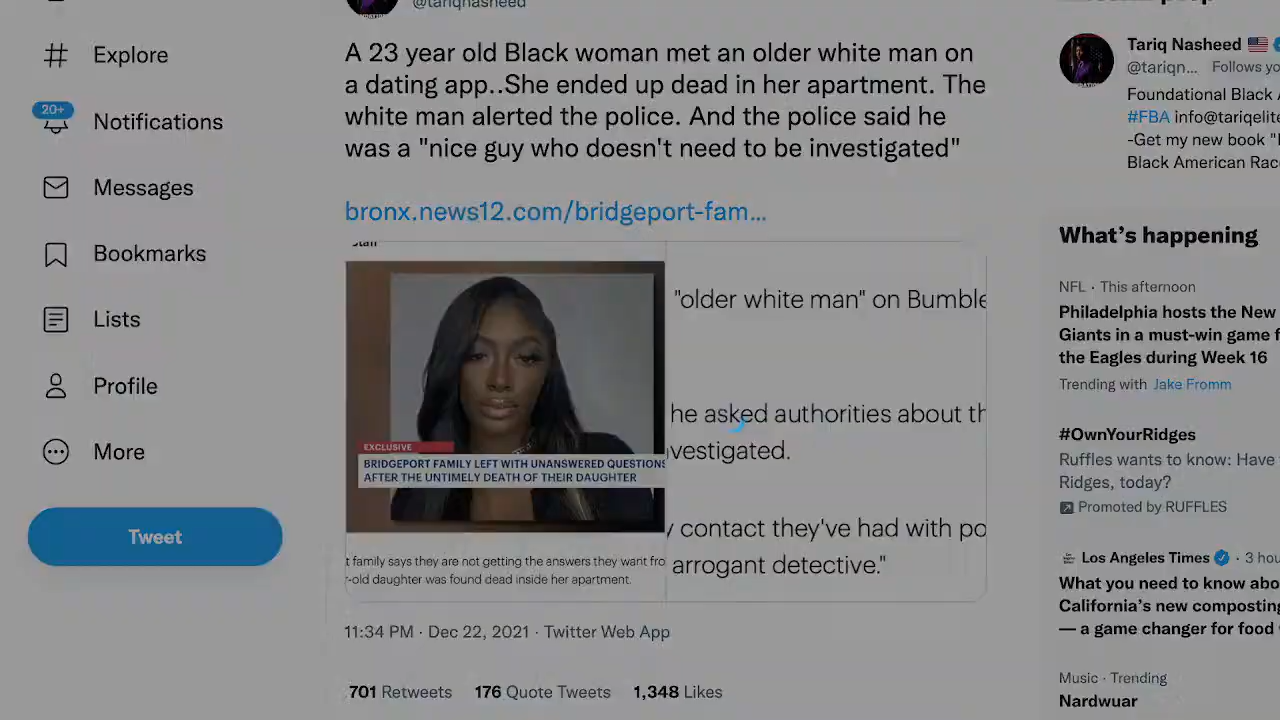 @tariqnasheed
Explore
20+
Notifications
Messages
Bookmarks
Lists
Profile
More
Tweet
A 23 year old Black woman met an older white man on
a dating app..She ended up dead in her apartment. The
white man alerted the police. And the police said he
was a "nice guy who doesn't need to be investigated"
bronx.news12.com/bridgeport-fam...
EXCLUSIVE
BRIDGEPORT FAMILY LEFT WITH UNANSWERED QUESTIONS
AFTER THE UNTIMELY DEATH OF THEIR DAUGHTER
t family says they are not getting the answers they want fro
-old daughter was found dead inside her apartment.
"older white man" on Bumble
he asked authorities about th
vestigated.
y contact they've had with po
arrogant detective."
11:34 PM · Dec 22, 2021 · Twitter Web App
701 Retweets 176 Quote Tweets 1,348 Likes
Tariq Nasheed
@tariqn... Follows yo
Foundational Black A
#FBA info@tariqelite
-Get my new book "
Black American Rac
What's happening
NFL · This afternoon
Philadelphia hosts the New
Giants in a must-win game f
the Eagles during Week 16
Trending with Jake Fromm
#OwnYourRidges
Ruffles wants to know: Have
Ridges, today?
Promoted by RUFFLES
Los Angeles Times · 3 hou
What you need to know abo
California's new composting
— a game changer for food
Music · Trending
Nardwuar